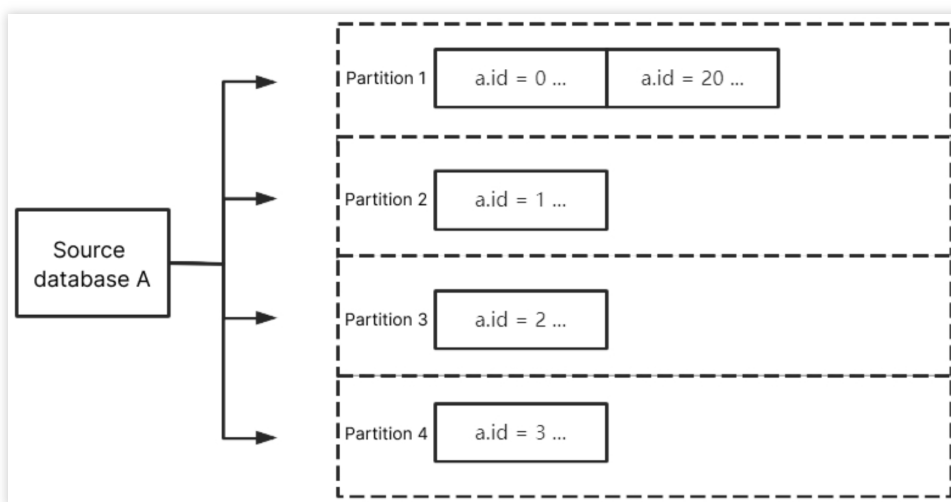 Partition 1
a.id = 0 ...
a.id = 20 ...
Partition 2
a.id = 1 ...
Source
database A
Partition 3
a.id = 2 ...
Partition 4
a.id = 3 ...